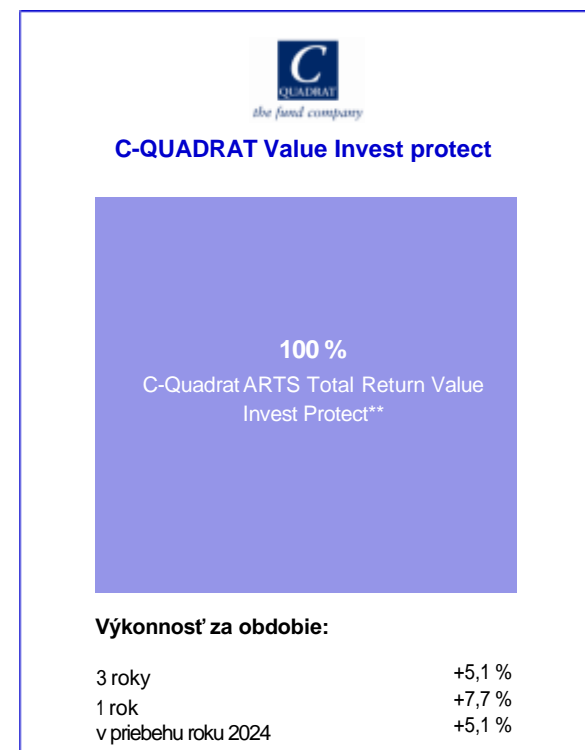 C
QUADRAT
the fund company
C-QUADRAT Value Invest protect
100 %
C-Quadrat ARTS Total Return Value
Invest Protect**
Výkonnosť za obdobie:
3 roky +5,1 %
1 rok +7,7 %
v priebehu roku 2024 +5,1 %